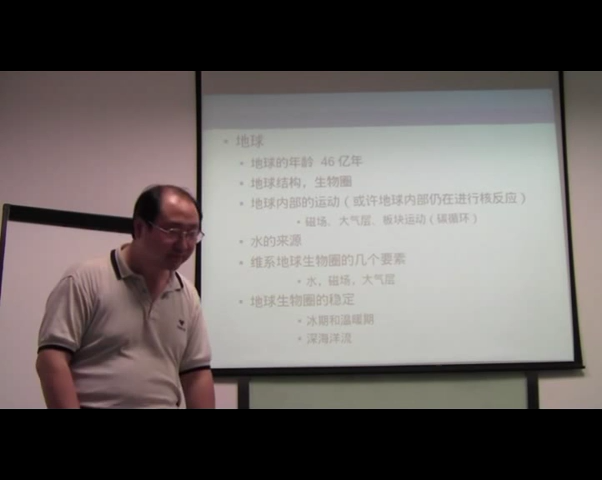 • 地球
• 地球的年龄 46 亿年
• 地球结构，生物圈
• 地球内部的运动（或许地球内部仍在进行核反应）
• 磁场、大气层、板块运动（碳循环）
• 水的来源
• 维系地球生物圈的几个要素
• 水，磁场，大气层
• 地球生物圈的稳定
• 冰期和温暖期
• 深海洋流